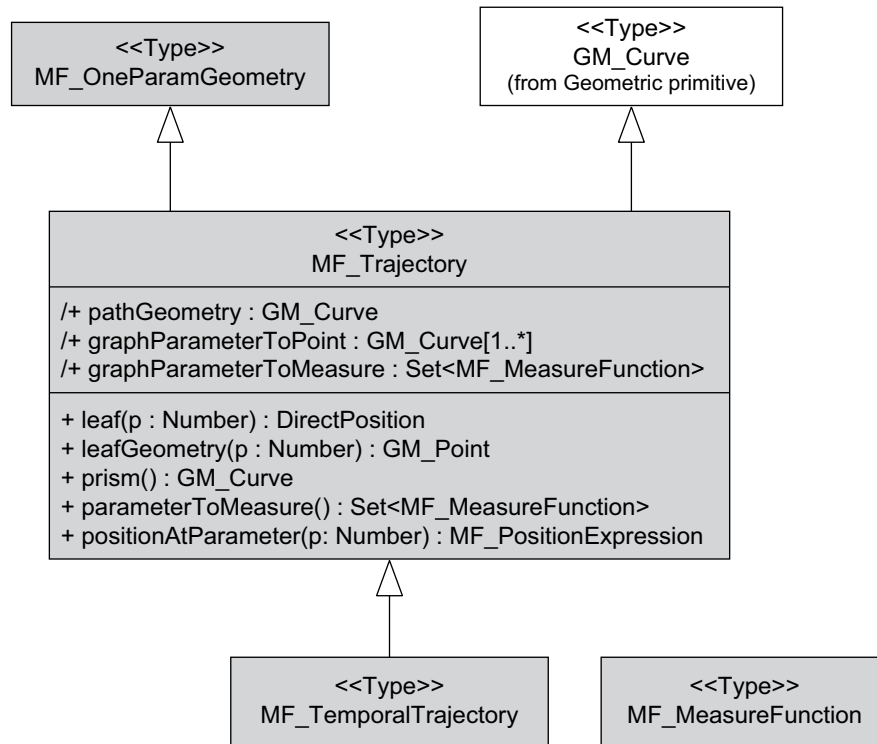 <<Type>>
MF_OneParamGeometry
<<Type>>
GM_Curve
(from Geometric primitive)
<<Type>>
MF_Trajectory
/+ pathGeometry : GM_Curve
/+ graphParameterToPoint : GM_Curve[1..*]
/+ graphParameterToMeasure : Set<MF_MeasureFunction>
+ leaf(p : Number) : DirectPosition
+ leafGeometry(p : Number) : GM_Point
+ prism() : GM_Curve
+ parameterToMeasure() : Set<MF_MeasureFunction>
+ positionAtParameter(p: Number) : MF_PositionExpression
<<Type>>
MF_TemporalTrajectory
<<Type>>
MF_MeasureFunction